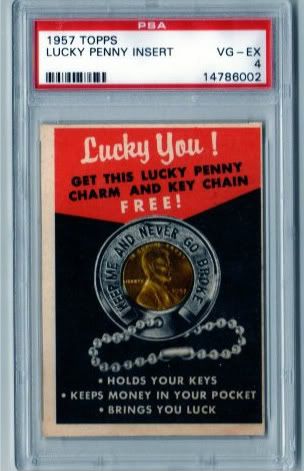 PSA
1957 TOPPS
LUCKY PENNY INSERT VG-EX
4
14786002
Lucky You!
GET THIS LUCKY PENNY
CHARM AND KEY CHAIN
FREE!
KEEP ME AND NEVER GO BROKE
LIBERTY 1957
• HOLDS YOUR KEYS
• KEEPS MONEY IN YOUR POCKET
• BRINGS YOU LUCK